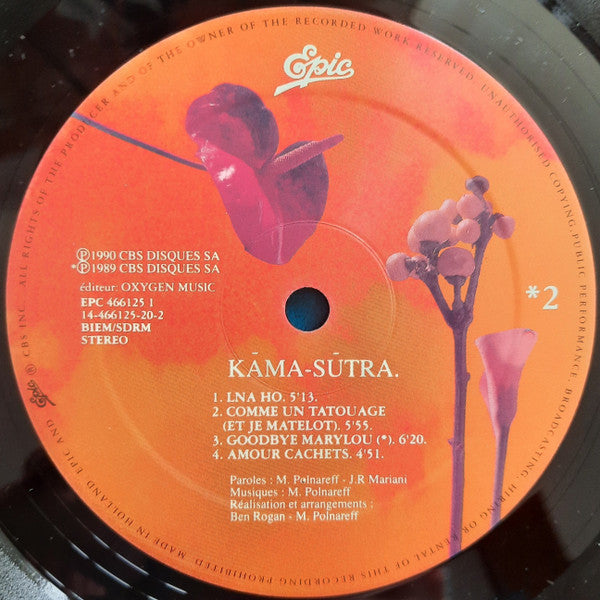 Epic
℗1990 CBS DISQUES SA
*℗1989 CBS DISQUES SA
éditeur: OXYGEN MUSIC
EPC 466125 1
14-466125-20-2
BIEM/SDRM
STEREO
*2
KĀMA-SŪTRA.
1. LNA HO. 5'13.
2. COMME UN TATOUAGE
(ET JE MATELOT). 5'55.
3. GOODBYE MARYLOU (*). 6'20.
4. AMOUR CACHETS. 4'51.
Paroles : M. Polnareff - J.R Mariani
Musiques : M. Polnareff
Réalisation et arrangements :
Ben Rogan - M. Polnareff
EPIC AND Epic ® CBS INC. ALL RIGHTS OF THE PRODUCER AND OF THE OWNER OF THE RECORDED WORK RESERVED. UNAUTHORISED COPYING, PUBLIC PERFORMANCE, BROADCASTING, HIRING OR RENTAL OF THIS RECORDING PROHIBITED MADE IN HOLLAND.